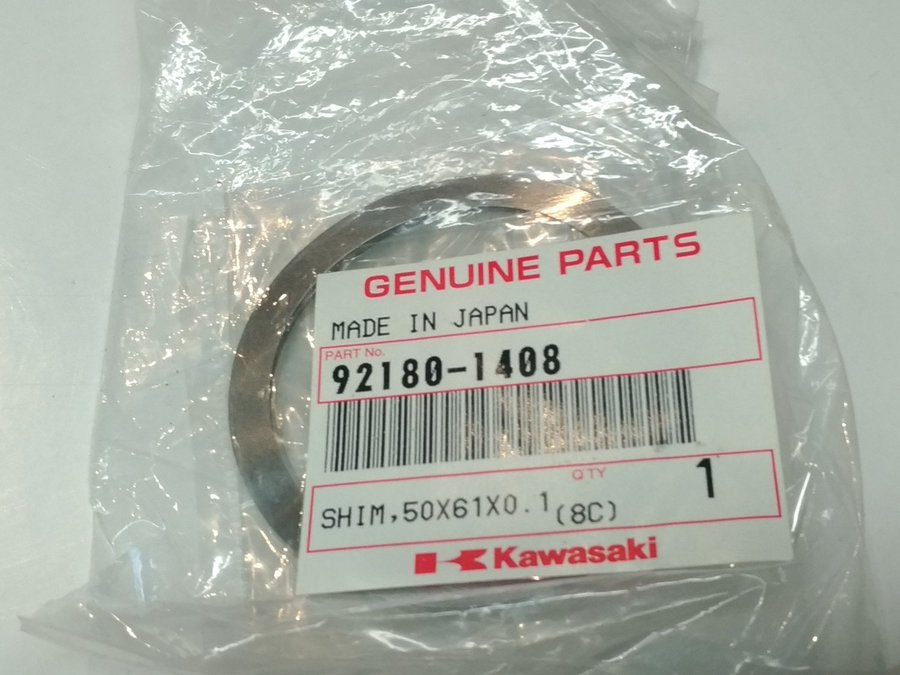 GENUINE PARTS
MADE IN JAPAN
PART No.
92180-1408
QTY 1
SHIM,50X61X0.1(8C)
Kawasaki